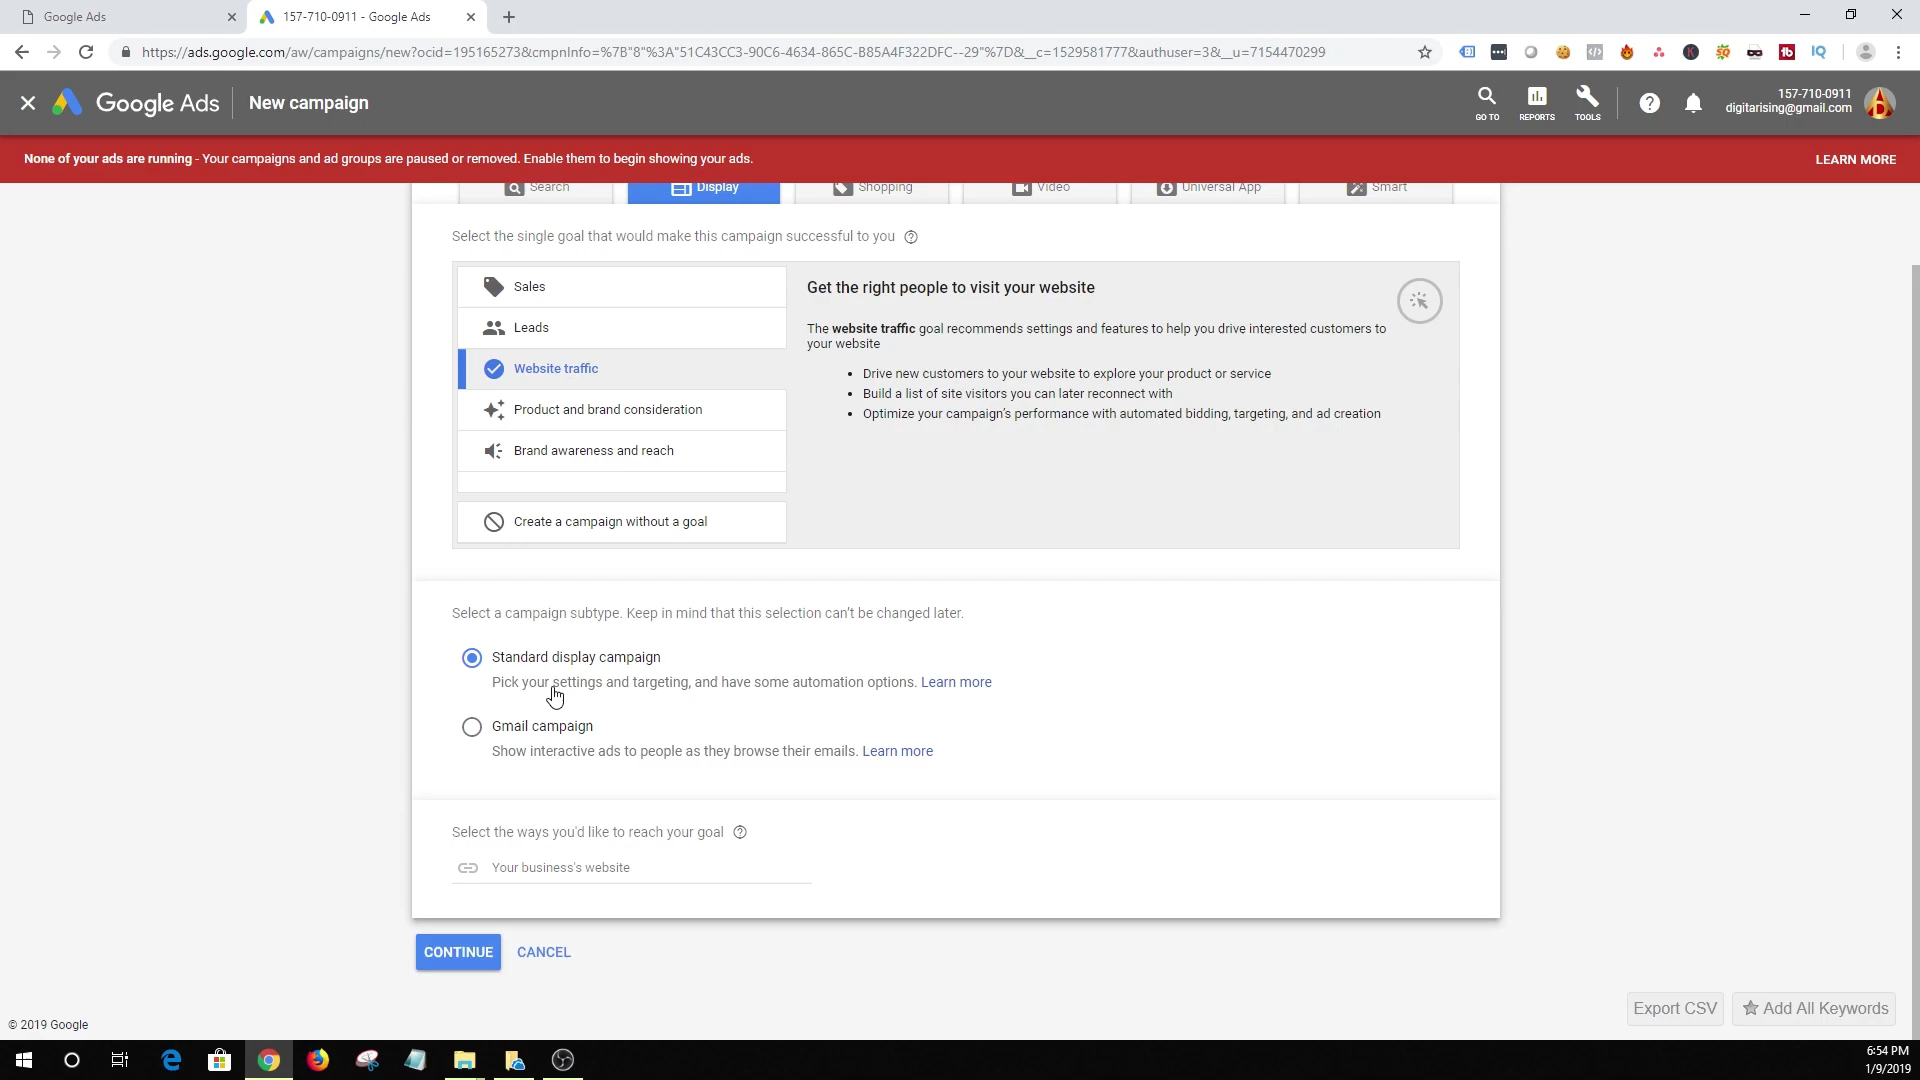 Google Ads
157-710-0911 - Google Ads
https://ads.google.com/aw/campaigns/new?ocid=195165273&cmpnInfo=%7B"8"%3A"51C43CC3-90C6-4634-865C-B85A4F322DFC--29"%7D&__c=1529581777&authuser=3&__u=7154470299
Google Ads
New campaign
GO TO
REPORTS
TOOLS
157-710-0911
digitarising@gmail.com
None of your ads are running - Your campaigns and ad groups are paused or removed. Enable them to begin showing your ads.
LEARN MORE
Search
Display
Shopping
Video
Universal App
Smart
Select the single goal that would make this campaign successful to you
Sales
Leads
Website traffic
Product and brand consideration
Brand awareness and reach
Create a campaign without a goal
Get the right people to visit your website
The website traffic goal recommends settings and features to help you drive interested customers to
your website
• Drive new customers to your website to explore your product or service
• Build a list of site visitors you can later reconnect with
• Optimize your campaign's performance with automated bidding, targeting, and ad creation
Select a campaign subtype. Keep in mind that this selection can't be changed later.
Standard display campaign
Pick your settings and targeting, and have some automation options. Learn more
Gmail campaign
Show interactive ads to people as they browse their emails. Learn more
Select the ways you'd like to reach your goal
Your business's website
CONTINUE
CANCEL
Export CSV
Add All Keywords
© 2019 Google
6:54 PM
1/9/2019